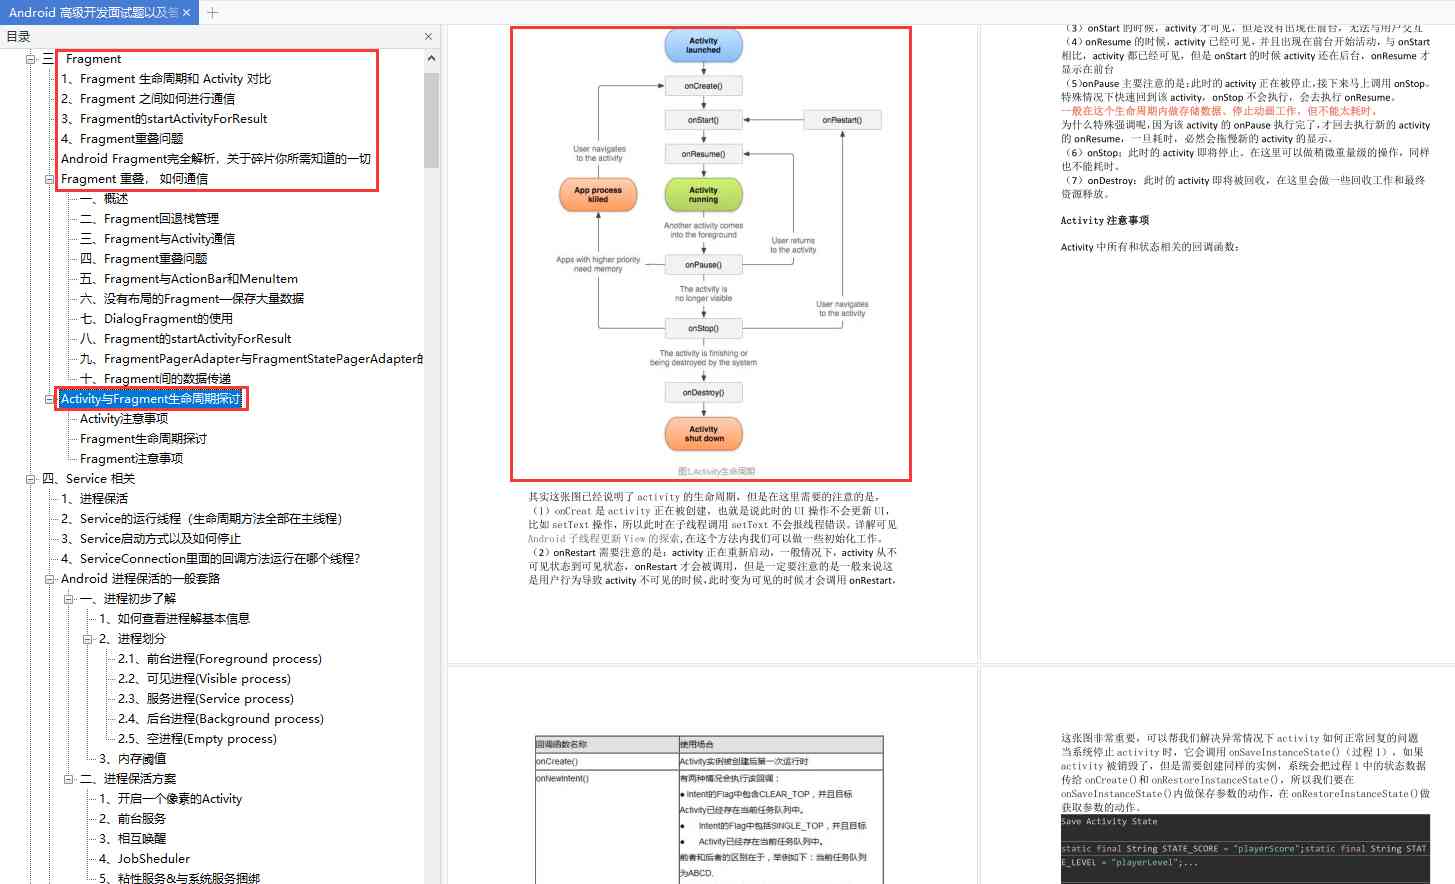 Android 高级开发面试题以及答
目录
三、Fragment
1、Fragment 生命周期和 Activity 对比
2、Fragment 之间如何进行通信
3、Fragment的startActivityForResult
4、Fragment重叠问题
Android Fragment完全解析，关于碎片你所需知道的一切
Fragment 重叠， 如何通信
一、概述
二、Fragment回退栈管理
三、Fragment与Activity通信
四、Fragment重叠问题
五、Fragment与ActionBar和MenuItem
六、没有布局的Fragment—保存大量数据
七、DialogFragment的使用
八、Fragment的startActivityForResult
九、FragmentPagerAdapter与FragmentStatePagerAdapter的
十、Fragment间的数据传递
Activity与Fragment生命周期探讨
Activity注意事项
Fragment生命周期探讨
Fragment注意事项
四、Service 相关
1、进程保活
2、Service的运行线程（生命周期方法全部在主线程）
3、Service启动方式以及如何停止
4、ServiceConnection里面的回调方法运行在哪个线程？
Android 进程保活的一般套路
一、进程初步了解
1、如何查看进程解基本信息
2、进程划分
2.1、前台进程(Foreground process)
2.2、可见进程(Visible process)
2.3、服务进程(Service process)
2.4、后台进程(Background process)
2.5、空进程(Empty process)
3、内存阈值
二、进程保活方案
1、开启一个像素的Activity
2、前台服务
3、相互唤醒
4、JobSheduler
5、粘性服务&与系统服务捆绑
Activity
launched
onCreate()
onStart()
onRestart()
User navigates
to the activity
onResume()
App process
killed
Activity
running
Another activity comes
into the foreground
User returns
to the activity
Apps with higher priority
need memory
onPause()
The activity is
no longer visible
User navigates
to the activity
onStop()
The activity is finishing or
being destroyed by the system
onDestroy()
Activity
shut down
图1.Activity生命周期
其实这张图已经说明了 activity 的生命周期，但是在这里需要的注意的是，
（1）onCreat 是 activity 正在被创建，也就是说此时的 UI 操作不会更新 UI，
比如 setText 操作，所以此时在子线程调用 setText 不会报线程错误。详解可见
Android 子线程更新 View 的探索,在这个方法内我们可以做一些初始化工作。
（2）onRestart 需要注意的是：activity 正在重新启动，一般情况下，activity 从不
可见状态到可见状态，onRestart 才会被调用，但是一定要注意的是一般来说这
是用户行为导致 activity 不可见的时候，此时变为可见的时候才会调用 onRestart，
（3）onStart 的时候，activity 才可见，但是没有出现在前台，无法与用户交互
（4）onResume 的时候，activity 已经可见，并且出现在前台开始活动，与 onStart
相比，activity 都已经可见，但是 onStart 的时候 activity 还在后台，onResume 才
显示在前台
（5）onPause 主要注意的是：此时的 activity 正在被停止，接下来马上调用 onStop。
特殊情况下快速回到该 activity，onStop 不会执行，会去执行 onResume。
一般在这个生命周期内做存储数据、停止动画工作，但不能太耗时。
为什么特殊强调呢，因为该 activity 的 onPause 执行完了，才回去执行新的 activity
的 onResume，一旦耗时，必然会拖慢新的 activity 的显示。
（6）onStop：此时的 activity 即将停止。在这里可以做稍微重量级的操作，同样
也不能耗时。
（7）onDestroy：此时的 activity 即将被回收，在这里会做一些回收工作和最终
资源释放。
Activity 注意事项
Activity 中所有和状态相关的回调函数：
回调函数名称 使用场合
onCreate() Activity实例被创建后第一次运行时
onNewIntent() 有两种情况会执行该回调：
● Intent的Flag中包含CLEAR_TOP，并且目标
Activity已经存在当前任务队列中。
● Intent的Flag中包括SINGLE_TOP，并且目标
● Activity已经存在当前任务队列中。
前者和后者的区别在于，举例如下：当前任务队列
为ABCD,
这张图非常重要，可以帮我们解决异常情况下 activity 如何正常回复的问题
当系统停止 activity 时，它会调用 onSaveInstanceState()（过程 1），如果
activity 被销毁了，但是需要创建同样的实例，系统会把过程 1 中的状态数据
传给 onCreate()和 onRestoreInstanceState()，所以我们要在
onSaveInstanceState()内做保存参数的动作，在 onRestoreInstanceState()做
获取参数的动作。
Save Activity State
static final String STATE_SCORE = "playerScore";static final String STAT
E_LEVEL = "playerLevel";...